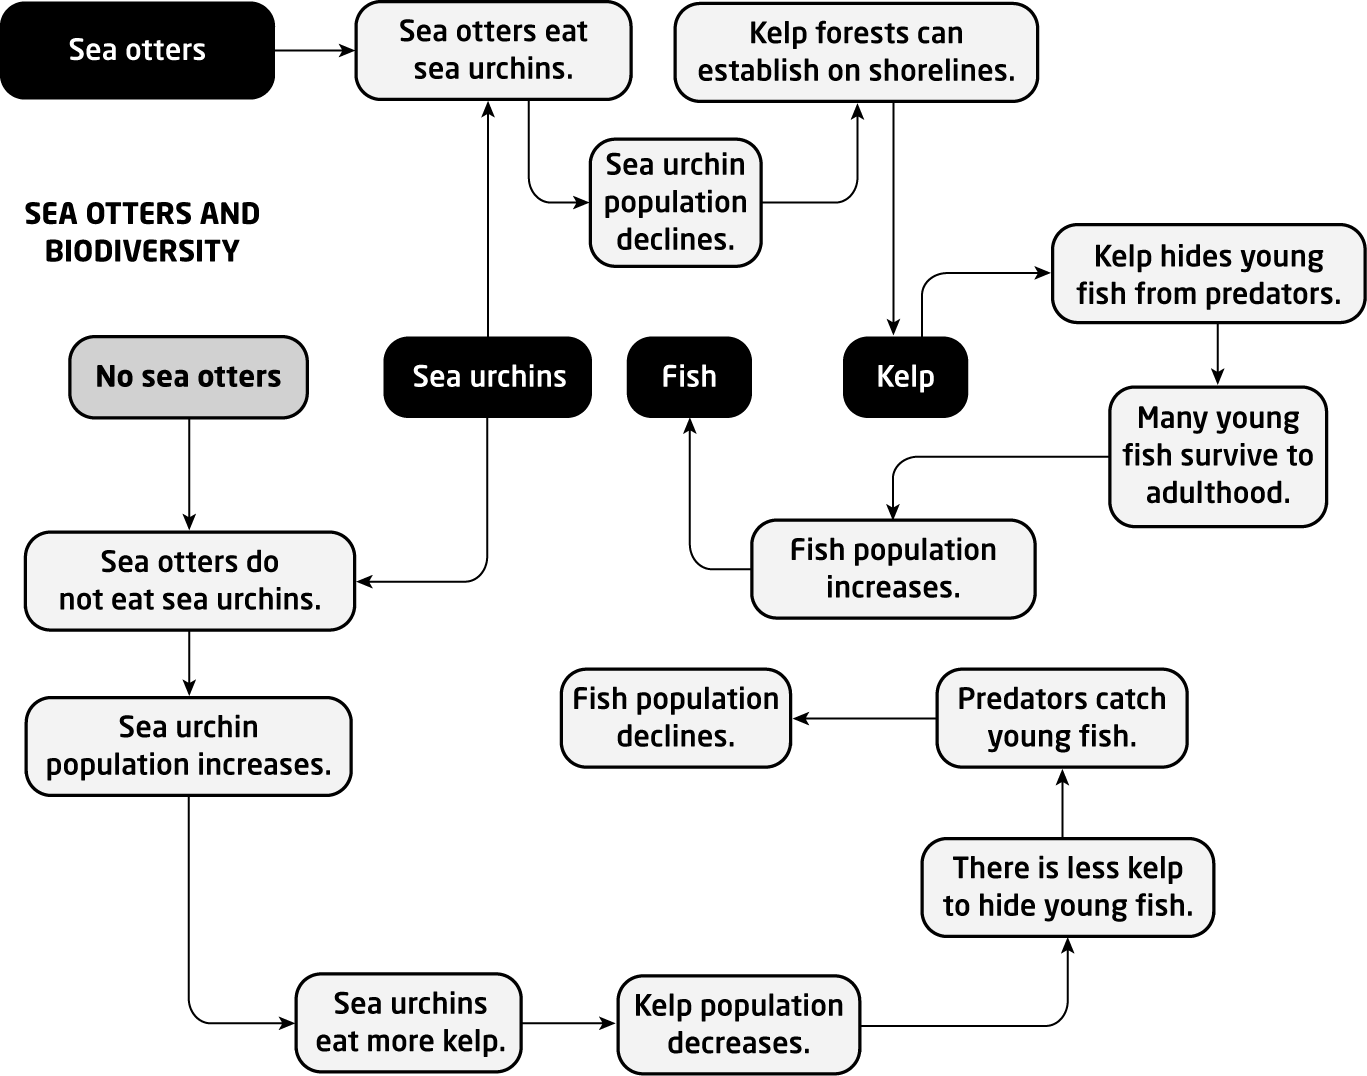 Sea otters
Sea otters eat
sea urchins.
Kelp forests can
establish on shorelines.
Sea urchin
population
declines.
SEA OTTERS AND
BIODIVERSITY
Kelp hides young
fish from predators.
No sea otters
Sea urchins
Fish
Kelp
Many young
fish survive to
adulthood.
Sea otters do
not eat sea urchins.
Fish population
increases.
Sea urchin
population increases.
Fish population
declines.
Predators catch
young fish.
There is less kelp
to hide young fish.
Sea urchins
eat more kelp.
Kelp population
decreases.